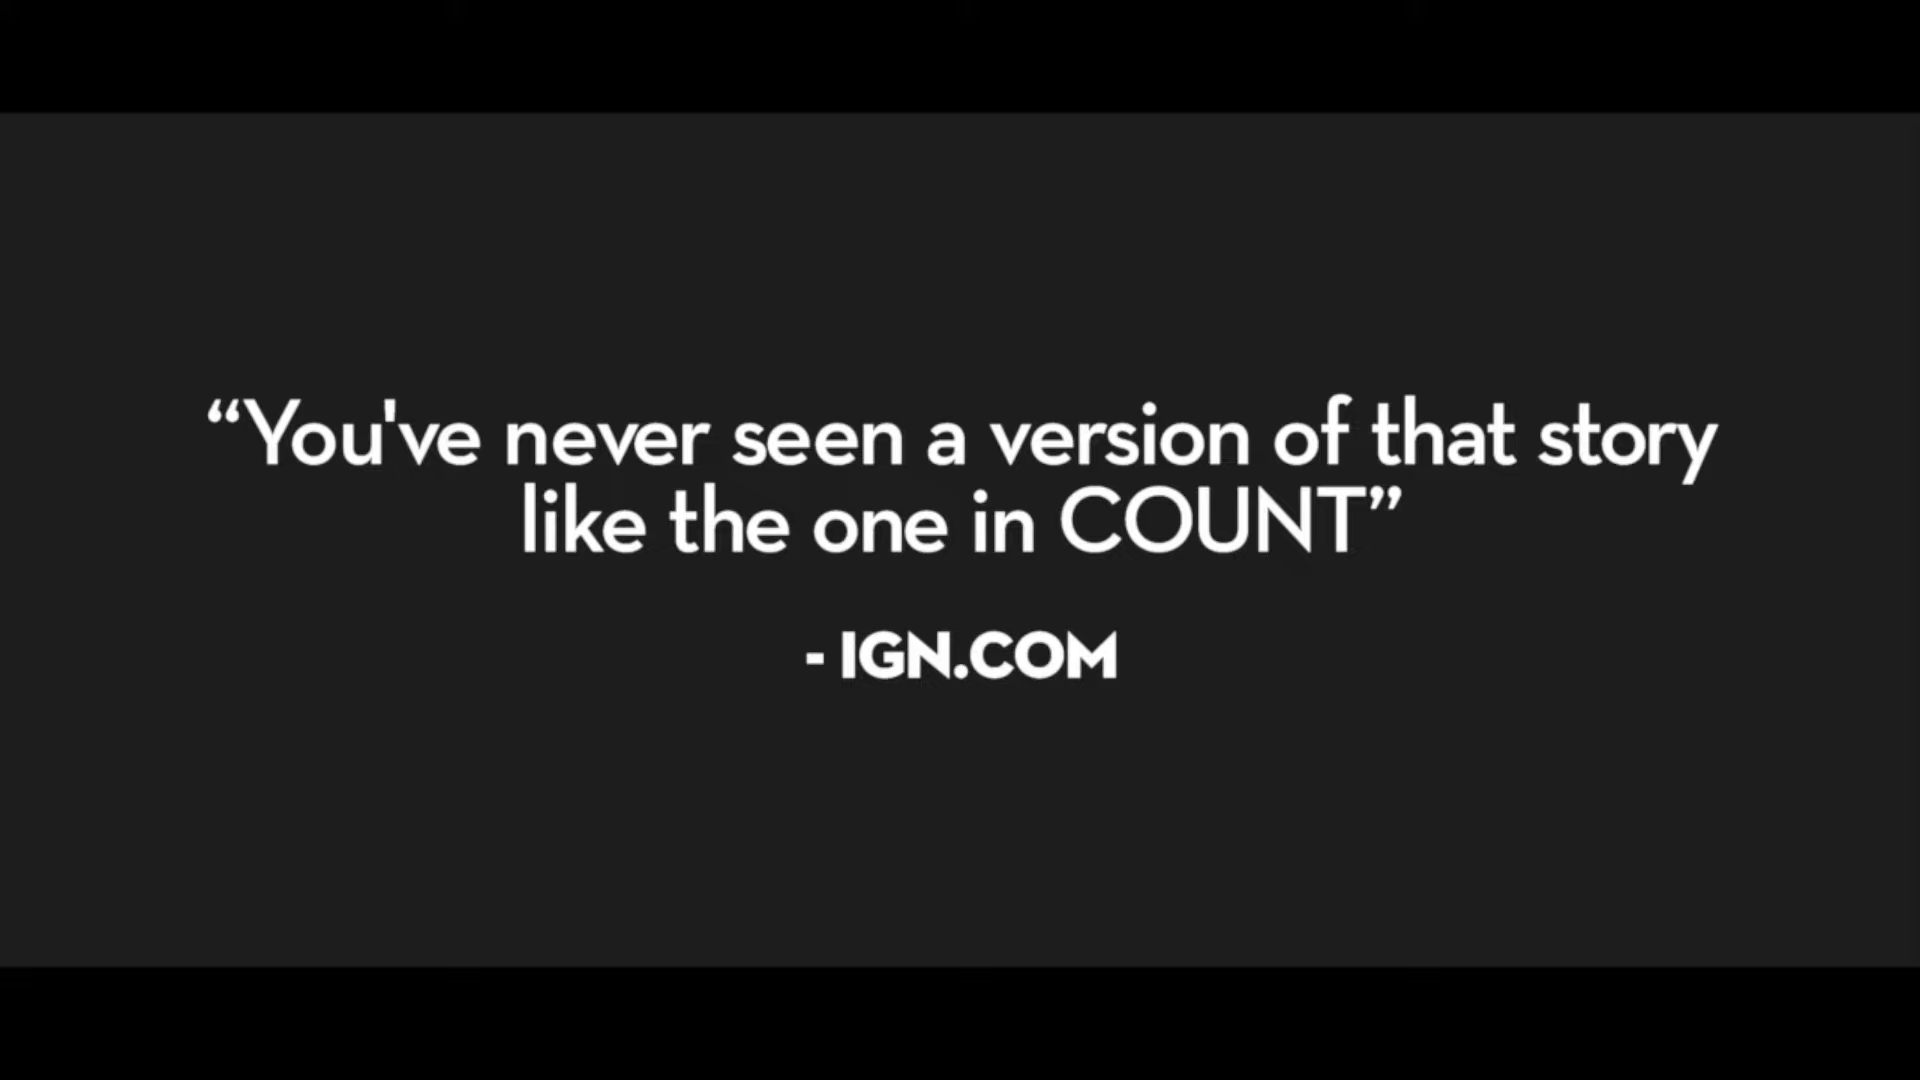 “You've never seen a version of that story
like the one in COUNT”
- IGN.COM